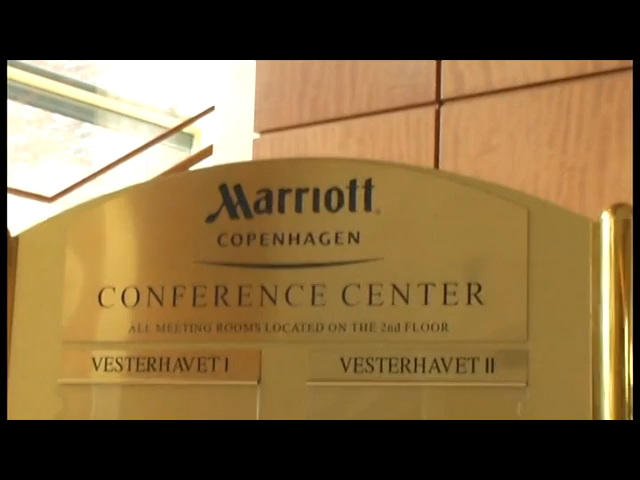 Marriott
COPENHAGEN
CONFERENCE CENTER
ALL MEETING ROOMS LOCATED ON THE 2nd FLOOR
VESTERHAVET I VESTERHAVET II